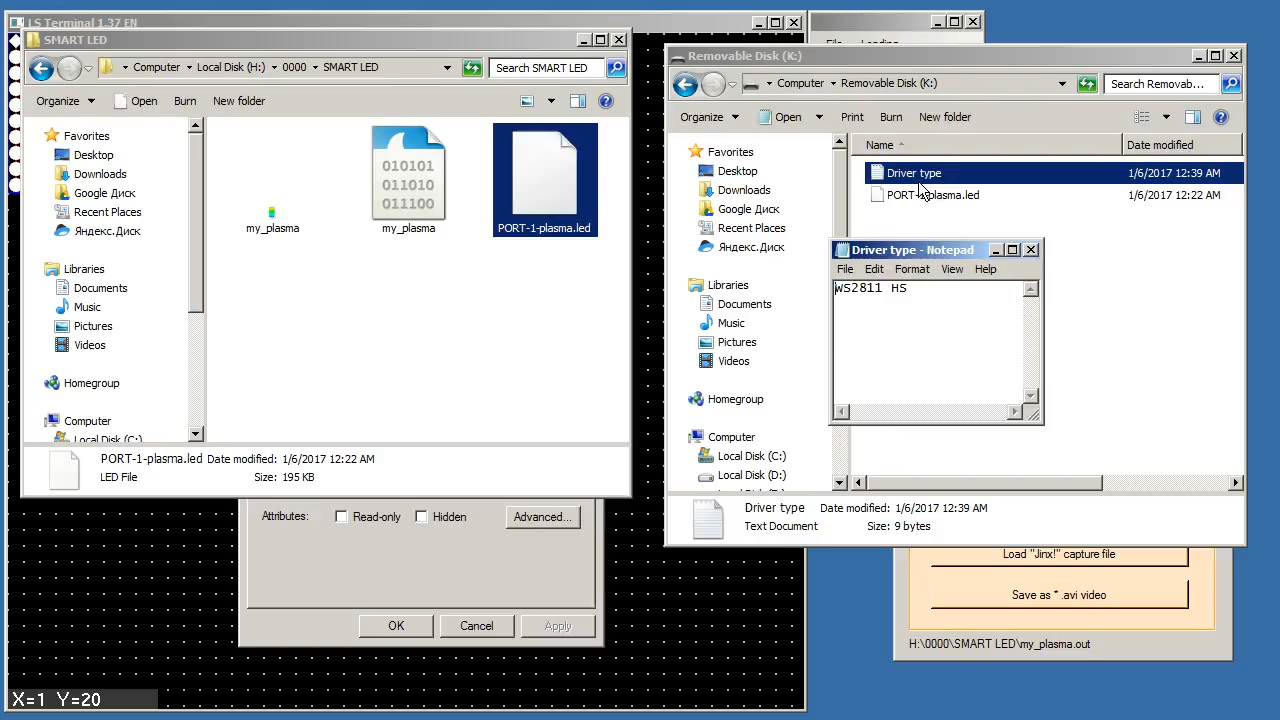 LS Terminal 1.37 EN
SMART LED
Computer Local Disk (H:) 0000 SMART LED
Search SMART LED
Organize Open Burn New folder
Favorites
Desktop
Downloads
Google Диск
Recent Places
Яндекс.Диск
Libraries
Documents
Music
Pictures
Videos
Homegroup
Computer
Local Disk (C:)
010101
011010
011100
my_plasma
my_plasma
PORT-1-plasma.led
PORT-1-plasma.led Date modified: 1/6/2017 12:22 AM
LED File Size: 195 KB
Attributes: Read-only Hidden Advanced...
OK Cancel Apply
X=1 Y=20
File Loading
Removable Disk (K:)
Computer Removable Disk (K:)
Search Removab...
Organize Open Print Burn New folder
Favorites
Desktop
Downloads
Google Диск
Recent Places
Яндекс.Диск
Libraries
Documents
Music
Pictures
Videos
Homegroup
Computer
Local Disk (C:)
Local Disk (D:)
Name Date modified
Driver type 1/6/2017 12:39 AM
PORT-1-plasma.led 1/6/2017 12:22 AM
Driver type - Notepad
File Edit Format View Help
WS2811 HS
Driver type Date modified: 1/6/2017 12:39 AM
Text Document Size: 9 bytes
Load "Jinx!" capture file
Save as * .avi video
H:\0000\SMART LED\my_plasma.out